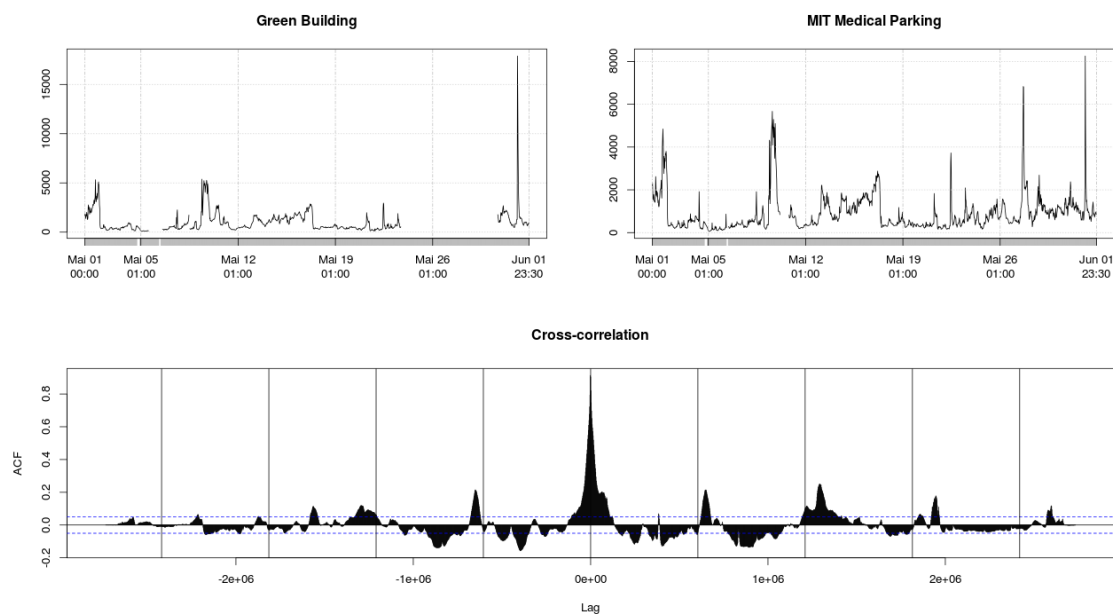 Green Building
15000
10000
5000
0
Mai 01 Mai 05 Mai 12 Mai 19 Mai 26 Jun 01
00:00 01:00 01:00 01:00 01:00 23:30
MIT Medical Parking
8000
6000
4000
2000
0
Mai 01 Mai 05 Mai 12 Mai 19 Mai 26 Jun 01
00:00 01:00 01:00 01:00 01:00 23:30
Cross-correlation
ACF
0.8
0.6
0.4
0.2
0.0
-0.2
-2e+06 -1e+06 0e+00 1e+06 2e+06
Lag